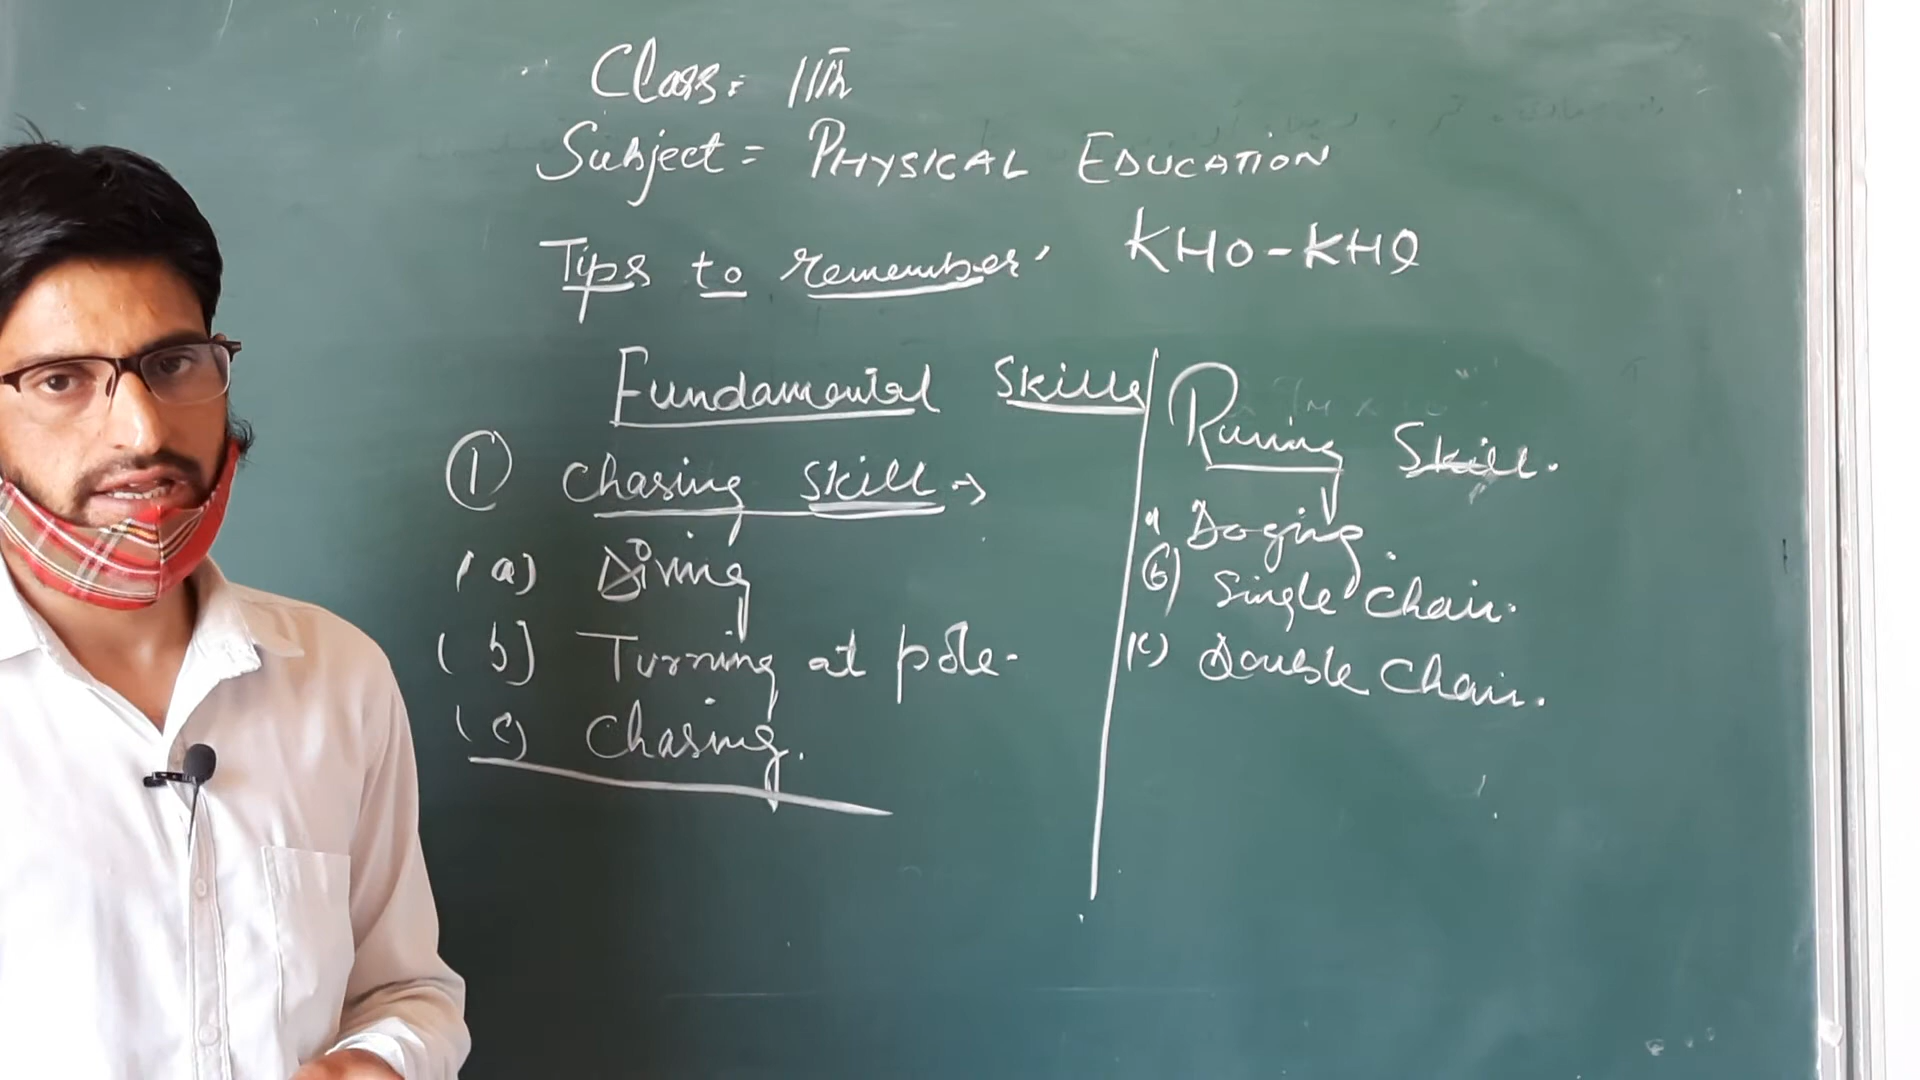 Class = 11th
Subject = PHYSICAL EDUCATION
Tips to remember' KHO-KHO
Fundamental Skills
① Chasing Skill →
(a) Diving
(b) Turning at pole.
(c) Chasing.
Runing Skill.
a Doging.
(b) Single Chain.
(c) Double Chain.